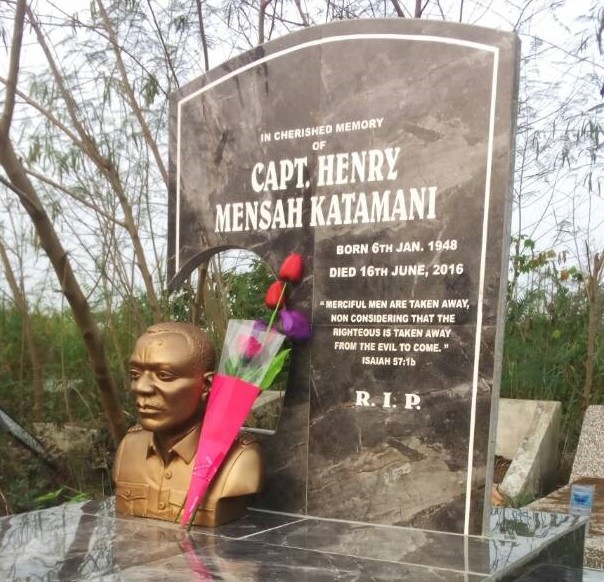 IN CHERISHED MEMORY
OF
CAPT. HENRY
MENSAH KATAMANI
BORN 6TH JAN. 1948
DIED 16TH JUNE, 2016
“ MERCIFUL MEN ARE TAKEN AWAY,
NON CONSIDERING THAT THE
RIGHTEOUS IS TAKEN AWAY
FROM THE EVIL TO COME. ”
ISAIAH 57:1b
R. I. P.